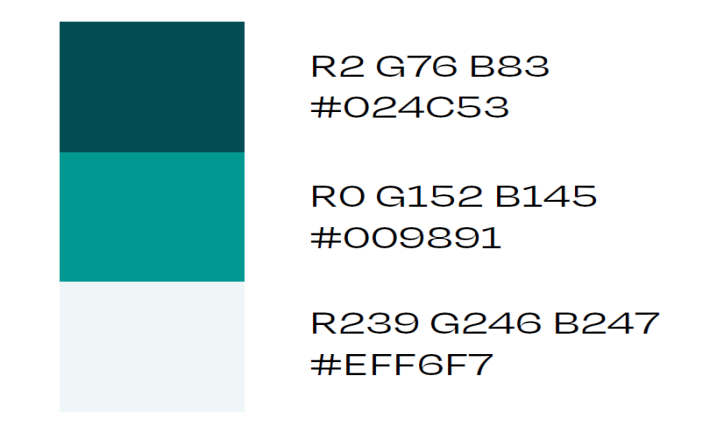 R2 G76 B83
#024C53
R0 G152 B145
#009891
R239 G246 B247
#EFF6F7